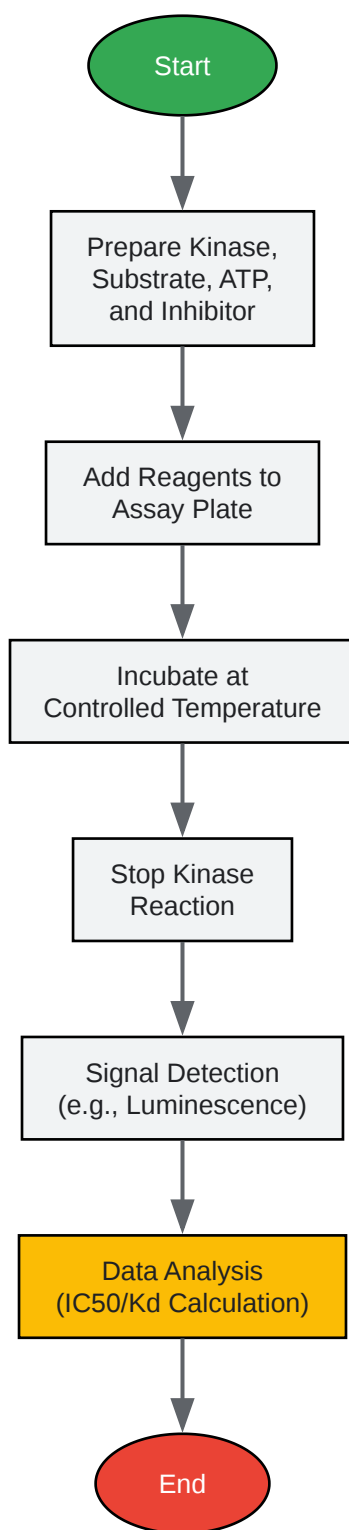 Start
Prepare Kinase,
Substrate, ATP,
and Inhibitor
Add Reagents to
Assay Plate
Incubate at
Controlled Temperature
Stop Kinase
Reaction
Signal Detection
(e.g., Luminescence)
Data Analysis
(IC50/Kd Calculation)
End